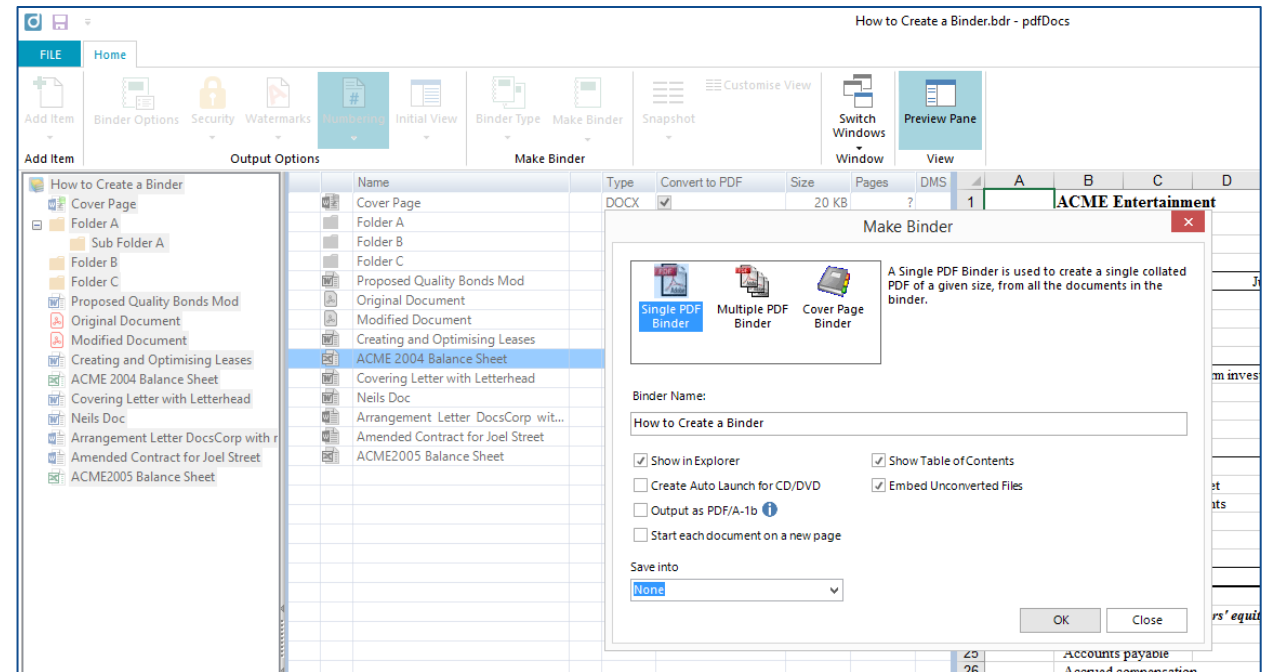 How to Create a Binder.bdr - pdfDocs
FILE
Home
Add Item
Binder Options
Security
Watermarks
Numbering
Initial View
Binder Type
Make Binder
Snapshot
Customise View
Switch
Windows
Preview Pane
Add Item
Output Options
Make Binder
Window
View
How to Create a Binder
Cover Page
Folder A
Sub Folder A
Folder B
Folder C
Proposed Quality Bonds Mod
Original Document
Modified Document
Creating and Optimising Leases
ACME 2004 Balance Sheet
Covering Letter with Letterhead
Neils Doc
Arrangement Letter DocsCorp with r
Amended Contract for Joel Street
ACME2005 Balance Sheet
Name Type Convert to PDF Size Pages DMS
Cover Page DOCX 20 KB ?
Folder A
Folder B
Folder C
Proposed Quality Bonds Mod
Original Document
Modified Document
Creating and Optimising Leases
ACME 2004 Balance Sheet
Covering Letter with Letterhead
Neils Doc
Arrangement Letter DocsCorp wit...
Amended Contract for Joel Street
ACME2005 Balance Sheet
A B C D
1 ACME Entertainment
Make Binder
Single PDF
Binder
Multiple PDF
Binder
Cover Page
Binder
A Single PDF Binder is used to create a single collated
PDF of a given size, from all the documents in the
binder.
Binder Name:
How to Create a Binder
Show in Explorer
Show Table of Contents
Create Auto Launch for CD/DVD
Embed Unconverted Files
Output as PDF/A-1b
Start each document on a new page
Save into
None
OK
Close
rm inves
et
nts
rs' equit
25 Accounts payable
26 Accrued compensation